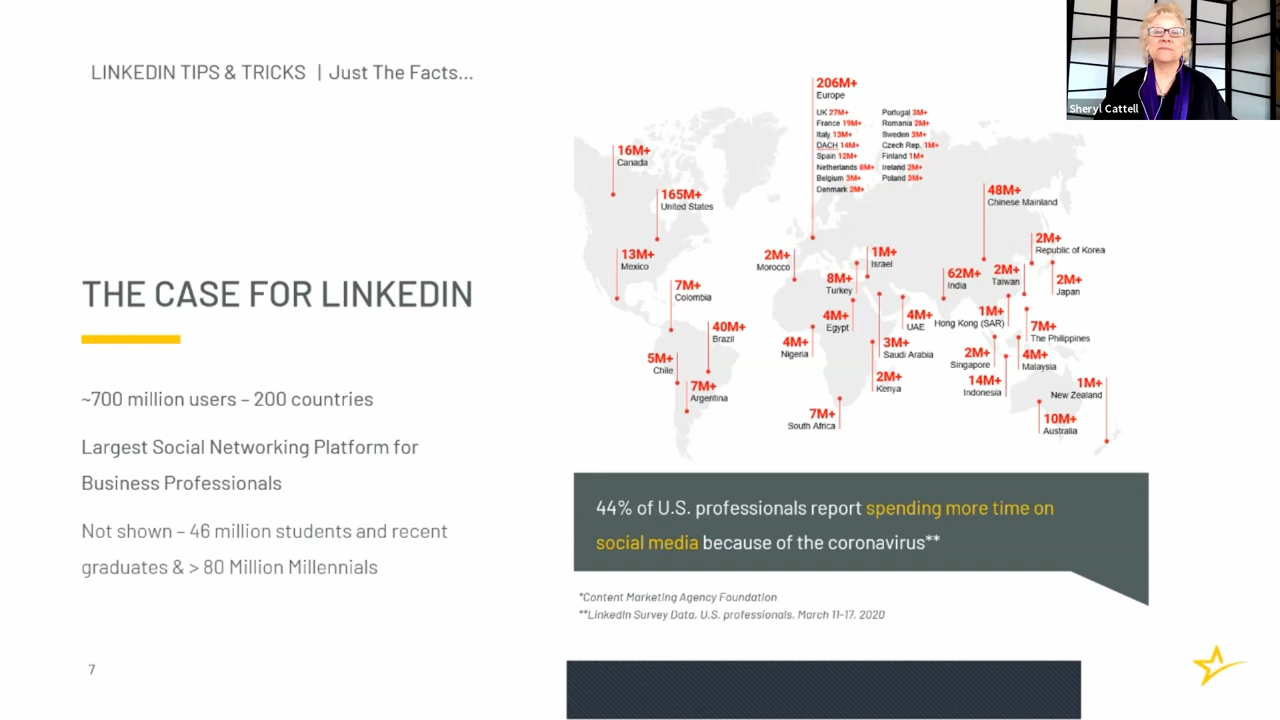 LINKEDIN TIPS & TRICKS | Just The Facts...
Sheryl Cattell
THE CASE FOR LINKEDIN
~700 million users – 200 countries
Largest Social Networking Platform for
Business Professionals
Not shown – 46 million students and recent
graduates & > 80 Million Millennials
7
206M+
Europe
UK 27M+
France 19M+
Italy 13M+
DACH 14M+
Spain 12M+
Netherlands 8M+
Belgium 3M+
Denmark 2M+
Portugal 3M+
Romania 2M+
Sweden 3M+
Czech Rep. 1M+
Finland 1M+
Ireland 2M+
Poland 3M+
16M+
Canada
165M+
United States
13M+
Mexico
7M+
Colombia
40M+
Brazil
5M+
Chile
7M+
Argentina
2M+
Morocco
1M+
Israel
8M+
Turkey
4M+
Egypt
4M+
UAE
4M+
Nigeria
3M+
Saudi Arabia
2M+
Kenya
7M+
South Africa
48M+
Chinese Mainland
2M+
Republic of Korea
62M+
India
2M+
Taiwan
2M+
Japan
1M+
Hong Kong (SAR)
7M+
The Philippines
2M+
Singapore
4M+
Malaysia
14M+
Indonesia
1M+
New Zealand
10M+
Australia
44% of U.S. professionals report spending more time on
social media because of the coronavirus**
*Content Marketing Agency Foundation
**LinkedIn Survey Data, U.S. professionals, March 11-17, 2020